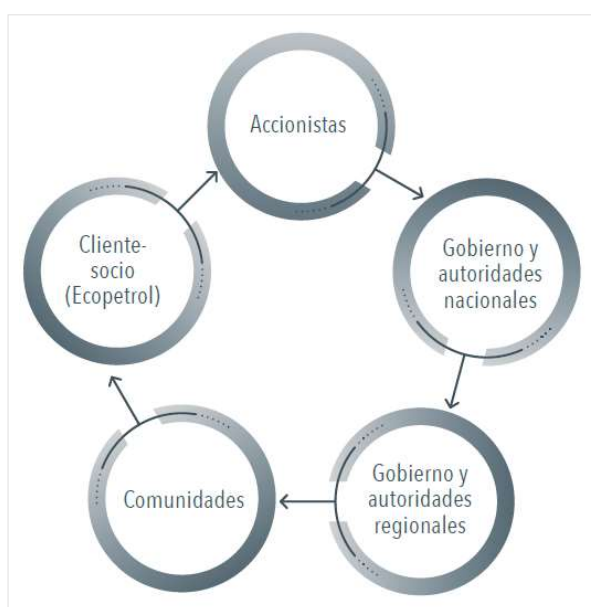 Accionistas
Gobierno y
autoridades
nacionales
Gobierno y
autoridades
regionales
Comunidades
Cliente-
socio
(Ecopetrol)